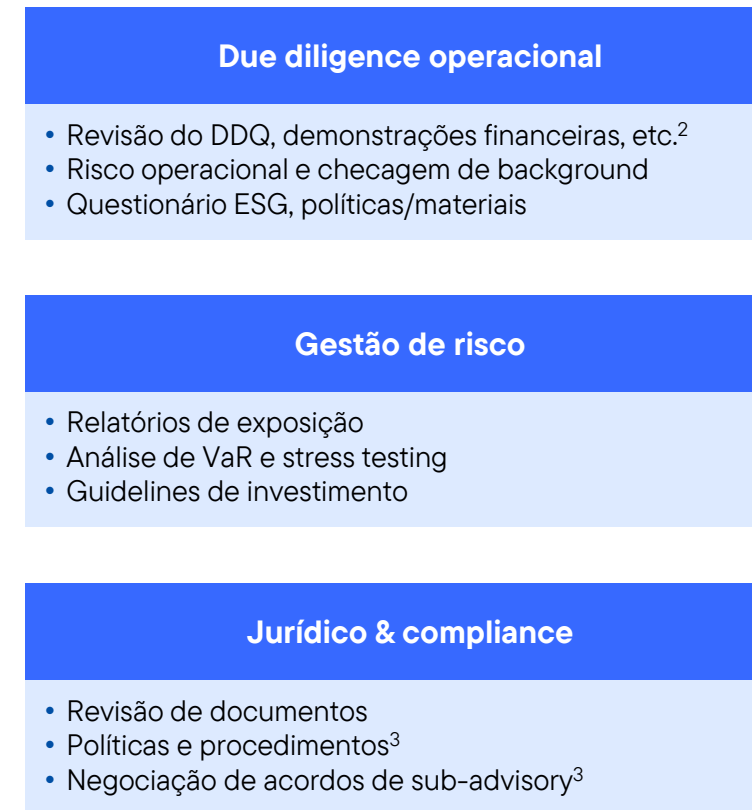 Due diligence operacional
• Revisão do DDQ, demonstrações financeiras, etc.²
• Risco operacional e checagem de background
• Questionário ESG, políticas/materiais
Gestão de risco
• Relatórios de exposição
• Análise de VaR e stress testing
• Guidelines de investimento
Jurídico & compliance
• Revisão de documentos
• Políticas e procedimentos³
• Negociação de acordos de sub-advisory³